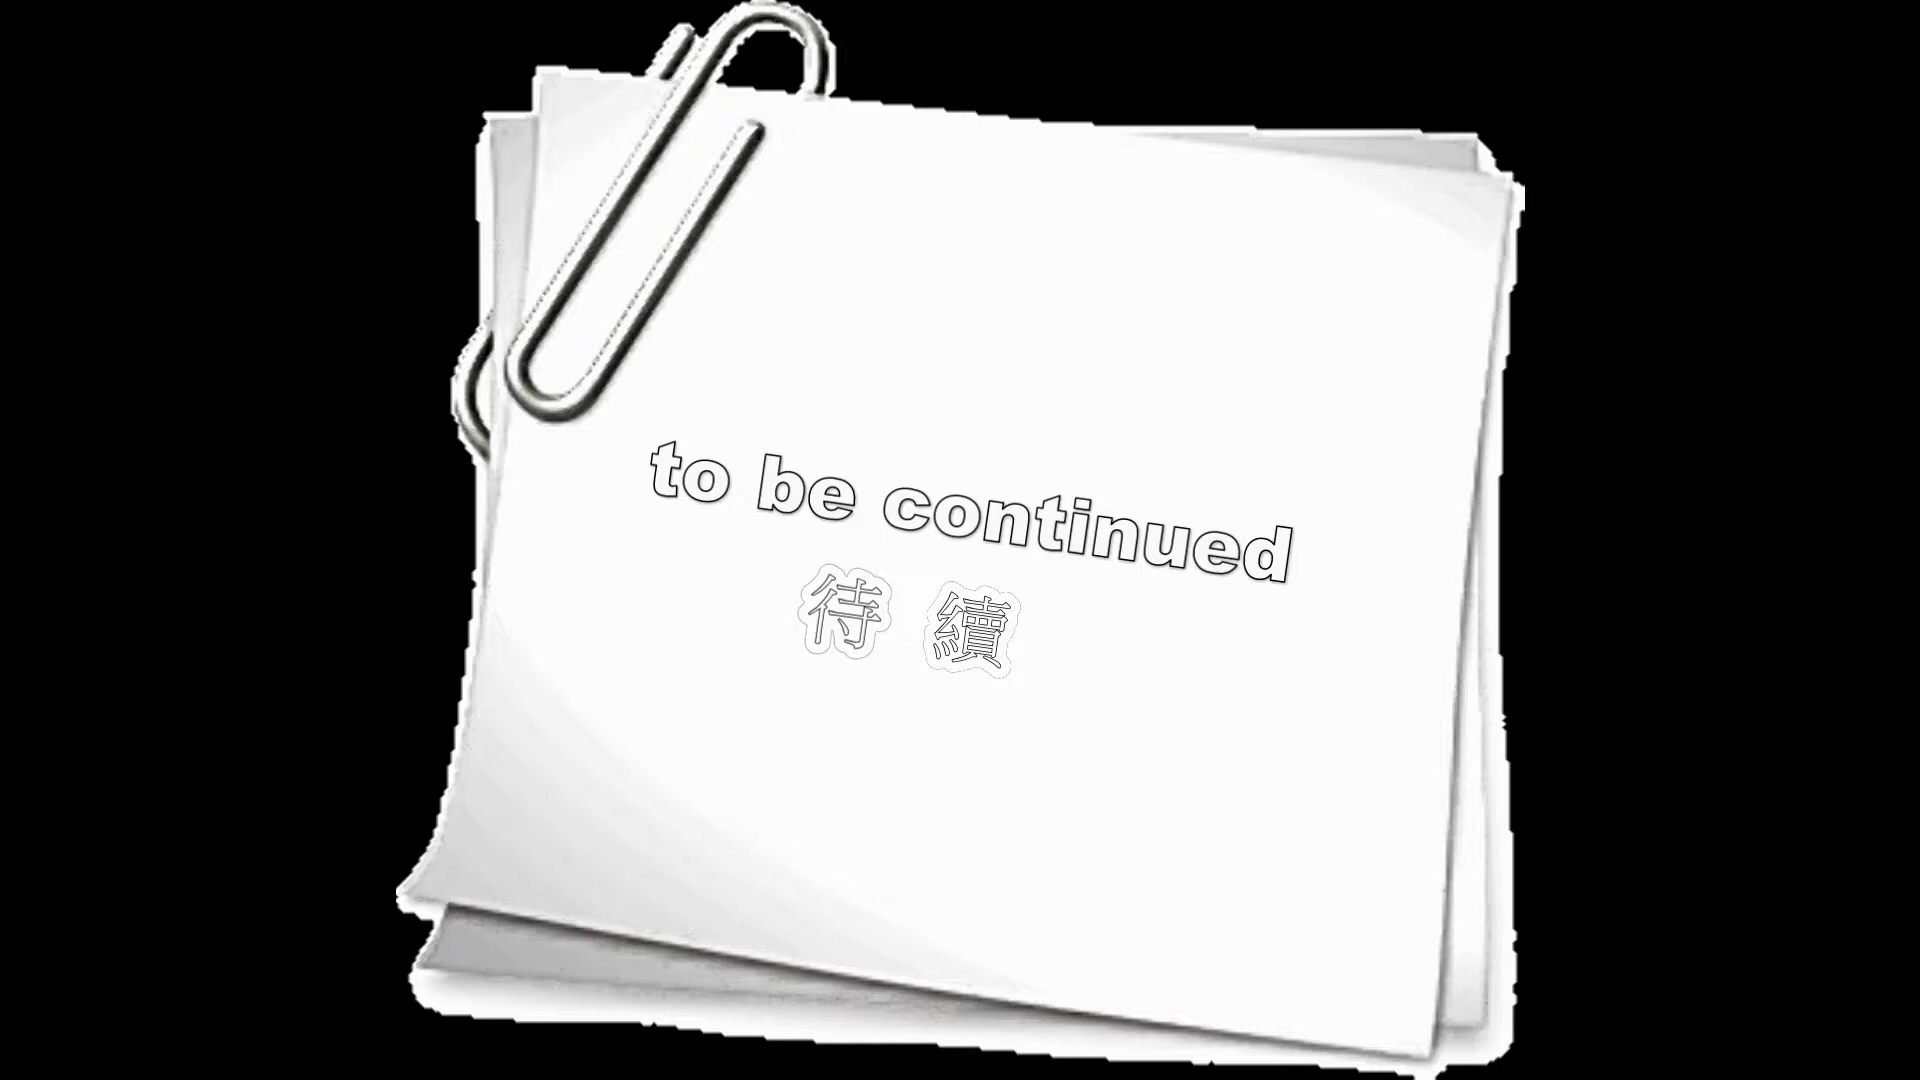 to be continued
待 續